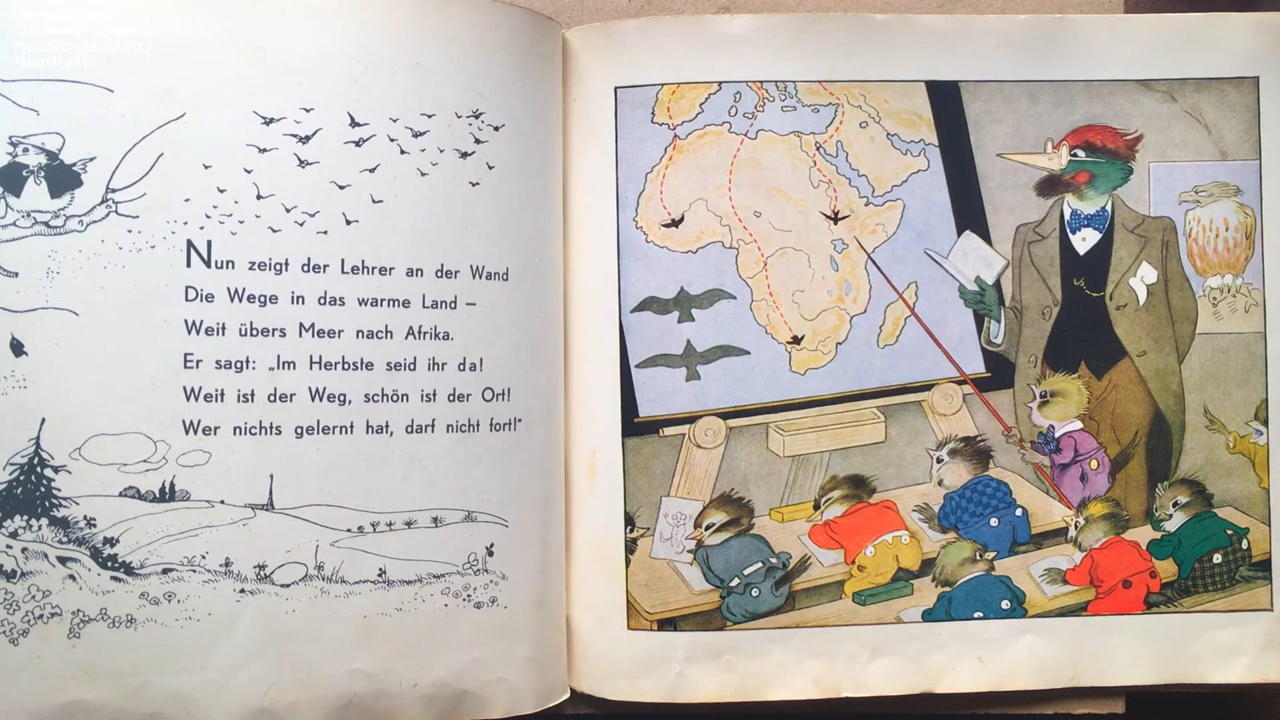 Nun zeigt der Lehrer an der Wand
Die Wege in das warme Land –
Weit übers Meer nach Afrika.
Er sagt: „Im Herbste seid ihr da!
Weit ist der Weg, schön ist der Ort!
Wer nichts gelernt hat, darf nicht fort!“